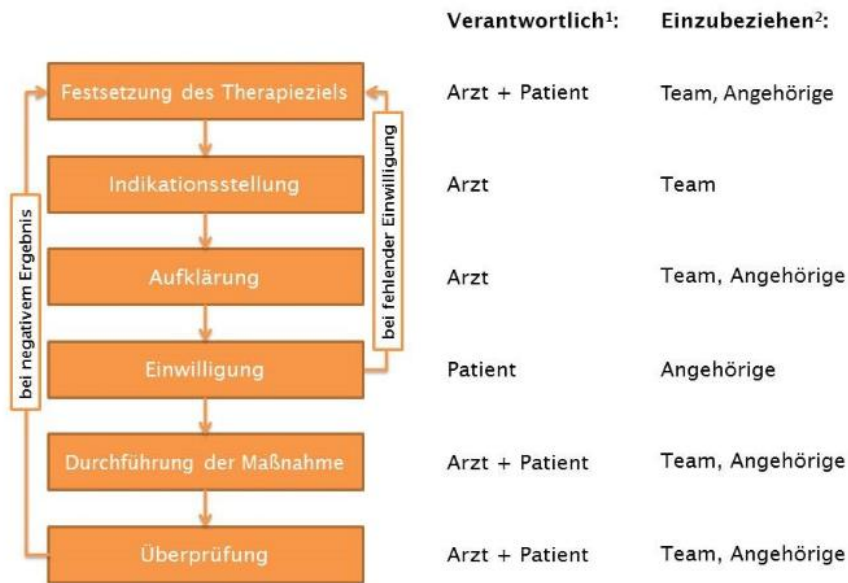 Verantwortlich¹: Einzubeziehen²:
Festsetzung des Therapieziels Arzt + Patient Team, Angehörige
Indikationsstellung Arzt Team
Aufklärung Arzt Team, Angehörige
Einwilligung Patient Angehörige
Durchführung der Maßnahme Arzt + Patient Team, Angehörige
Überprüfung Arzt + Patient Team, Angehörige
bei negativem Ergebnis
bei fehlender Einwilligung